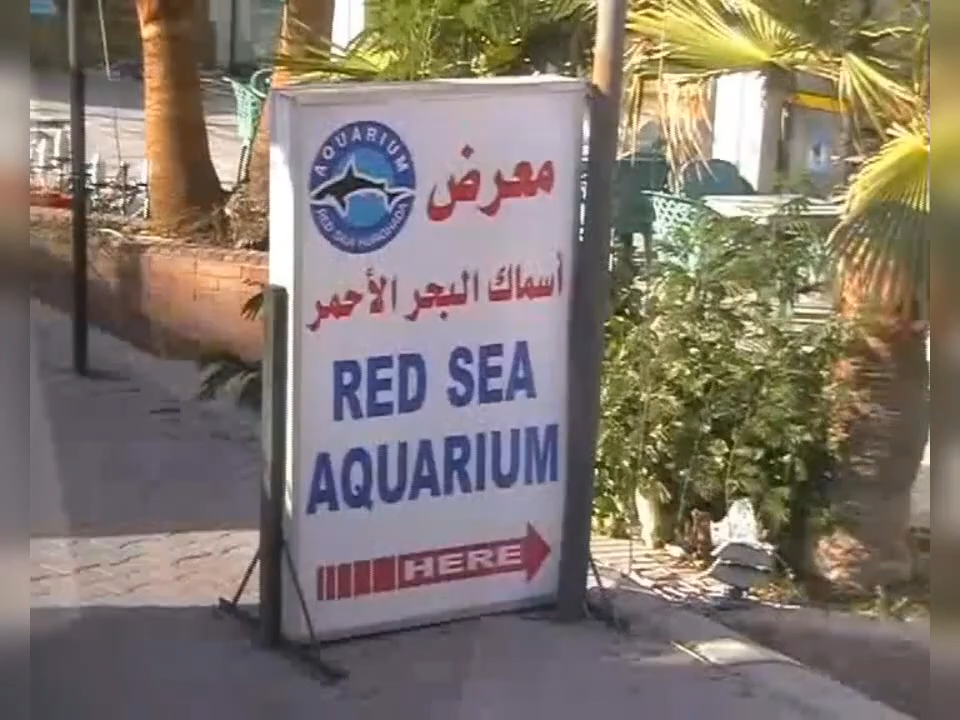 AQUARIUM
RED SEA HURGHADA
معرض
أسماك البحر الأحمر
RED SEA
AQUARIUM
HERE